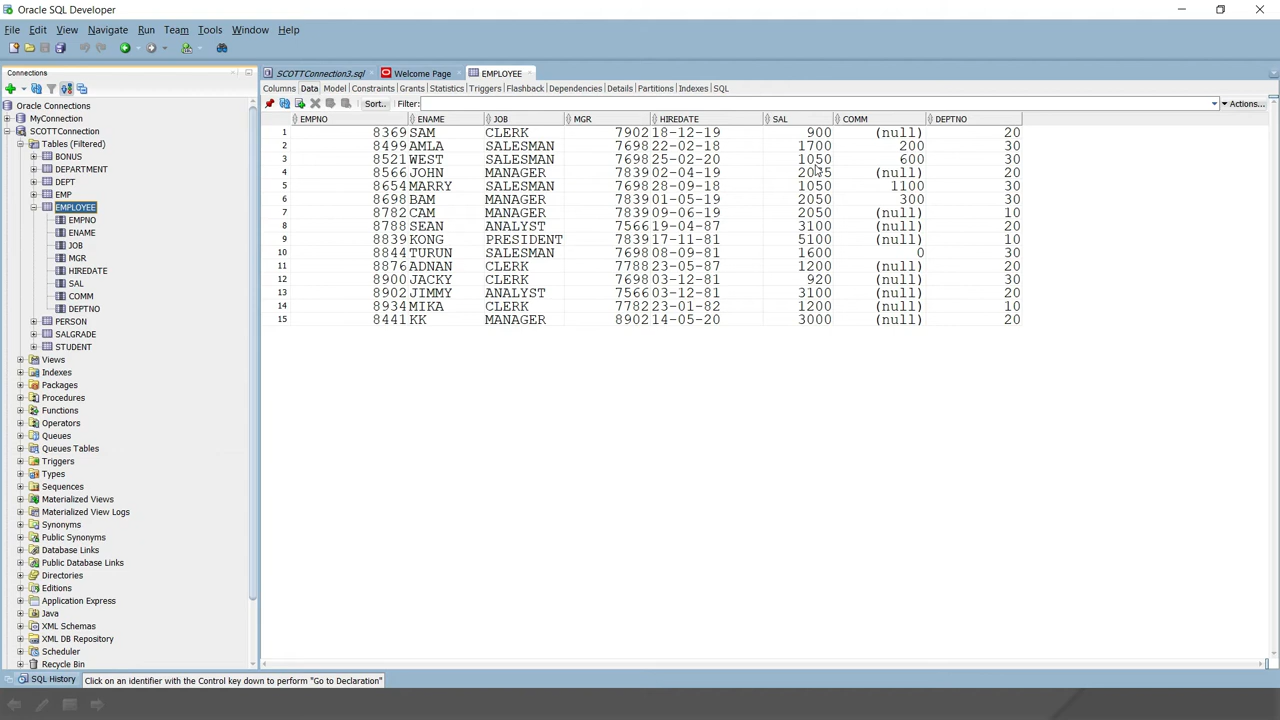 Oracle SQL Developer
File Edit View Navigate Run Team Tools Window Help
Connections
SCOTTConnection3.sql Welcome Page EMPLOYEE
Columns Data Model Constraints Grants Statistics Triggers Flashback Dependencies Details Partitions Indexes SQL
Sort.. Filter: Actions...
Oracle Connections
MyConnection
SCOTTConnection
Tables (Filtered)
BONUS
DEPARTMENT
DEPT
EMP
EMPLOYEE
EMPNO
ENAME
JOB
MGR
HIREDATE
SAL
COMM
DEPTNO
PERSON
SALGRADE
STUDENT
Views
Indexes
Packages
Procedures
Functions
Operators
Queues
Queues Tables
Triggers
Types
Sequences
Materialized Views
Materialized View Logs
Synonyms
Public Synonyms
Database Links
Public Database Links
Directories
Editions
Application Express
Java
XML Schemas
XML DB Repository
Scheduler
Recycle Bin
EMPNO ENAME JOB MGR HIREDATE SAL COMM DEPTNO
1 8369 SAM CLERK 7902 18-12-19 900 (null) 20
2 8499 AMLA SALESMAN 7698 22-02-18 1700 200 30
3 8521 WEST SALESMAN 7698 25-02-20 1050 600 30
4 8566 JOHN MANAGER 7839 02-04-19 (null) 20
5 8654 MARRY SALESMAN 7698 28-09-18 1050 1100 30
6 8698 BAM MANAGER 7839 01-05-19 2050 300 30
7 8782 CAM MANAGER 7839 09-06-19 2050 (null) 10
8 8788 SEAN ANALYST 7566 19-04-87 3100 (null) 20
9 8839 KONG PRESIDENT 7839 17-11-81 5100 (null) 10
10 8844 TURUN SALESMAN 7698 08-09-81 1600 0 30
11 8876 ADNAN CLERK 7788 23-05-87 1200 (null) 20
12 8900 JACKY CLERK 7698 03-12-81 920 (null) 30
13 8902 JIMMY ANALYST 7566 03-12-81 3100 (null) 20
14 8934 MIKA CLERK 7782 23-01-82 1200 (null) 10
15 8441 KK MANAGER 8902 14-05-20 3000 (null) 20
SQL History Click on an identifier with the Control key down to perform "Go to Declaration"